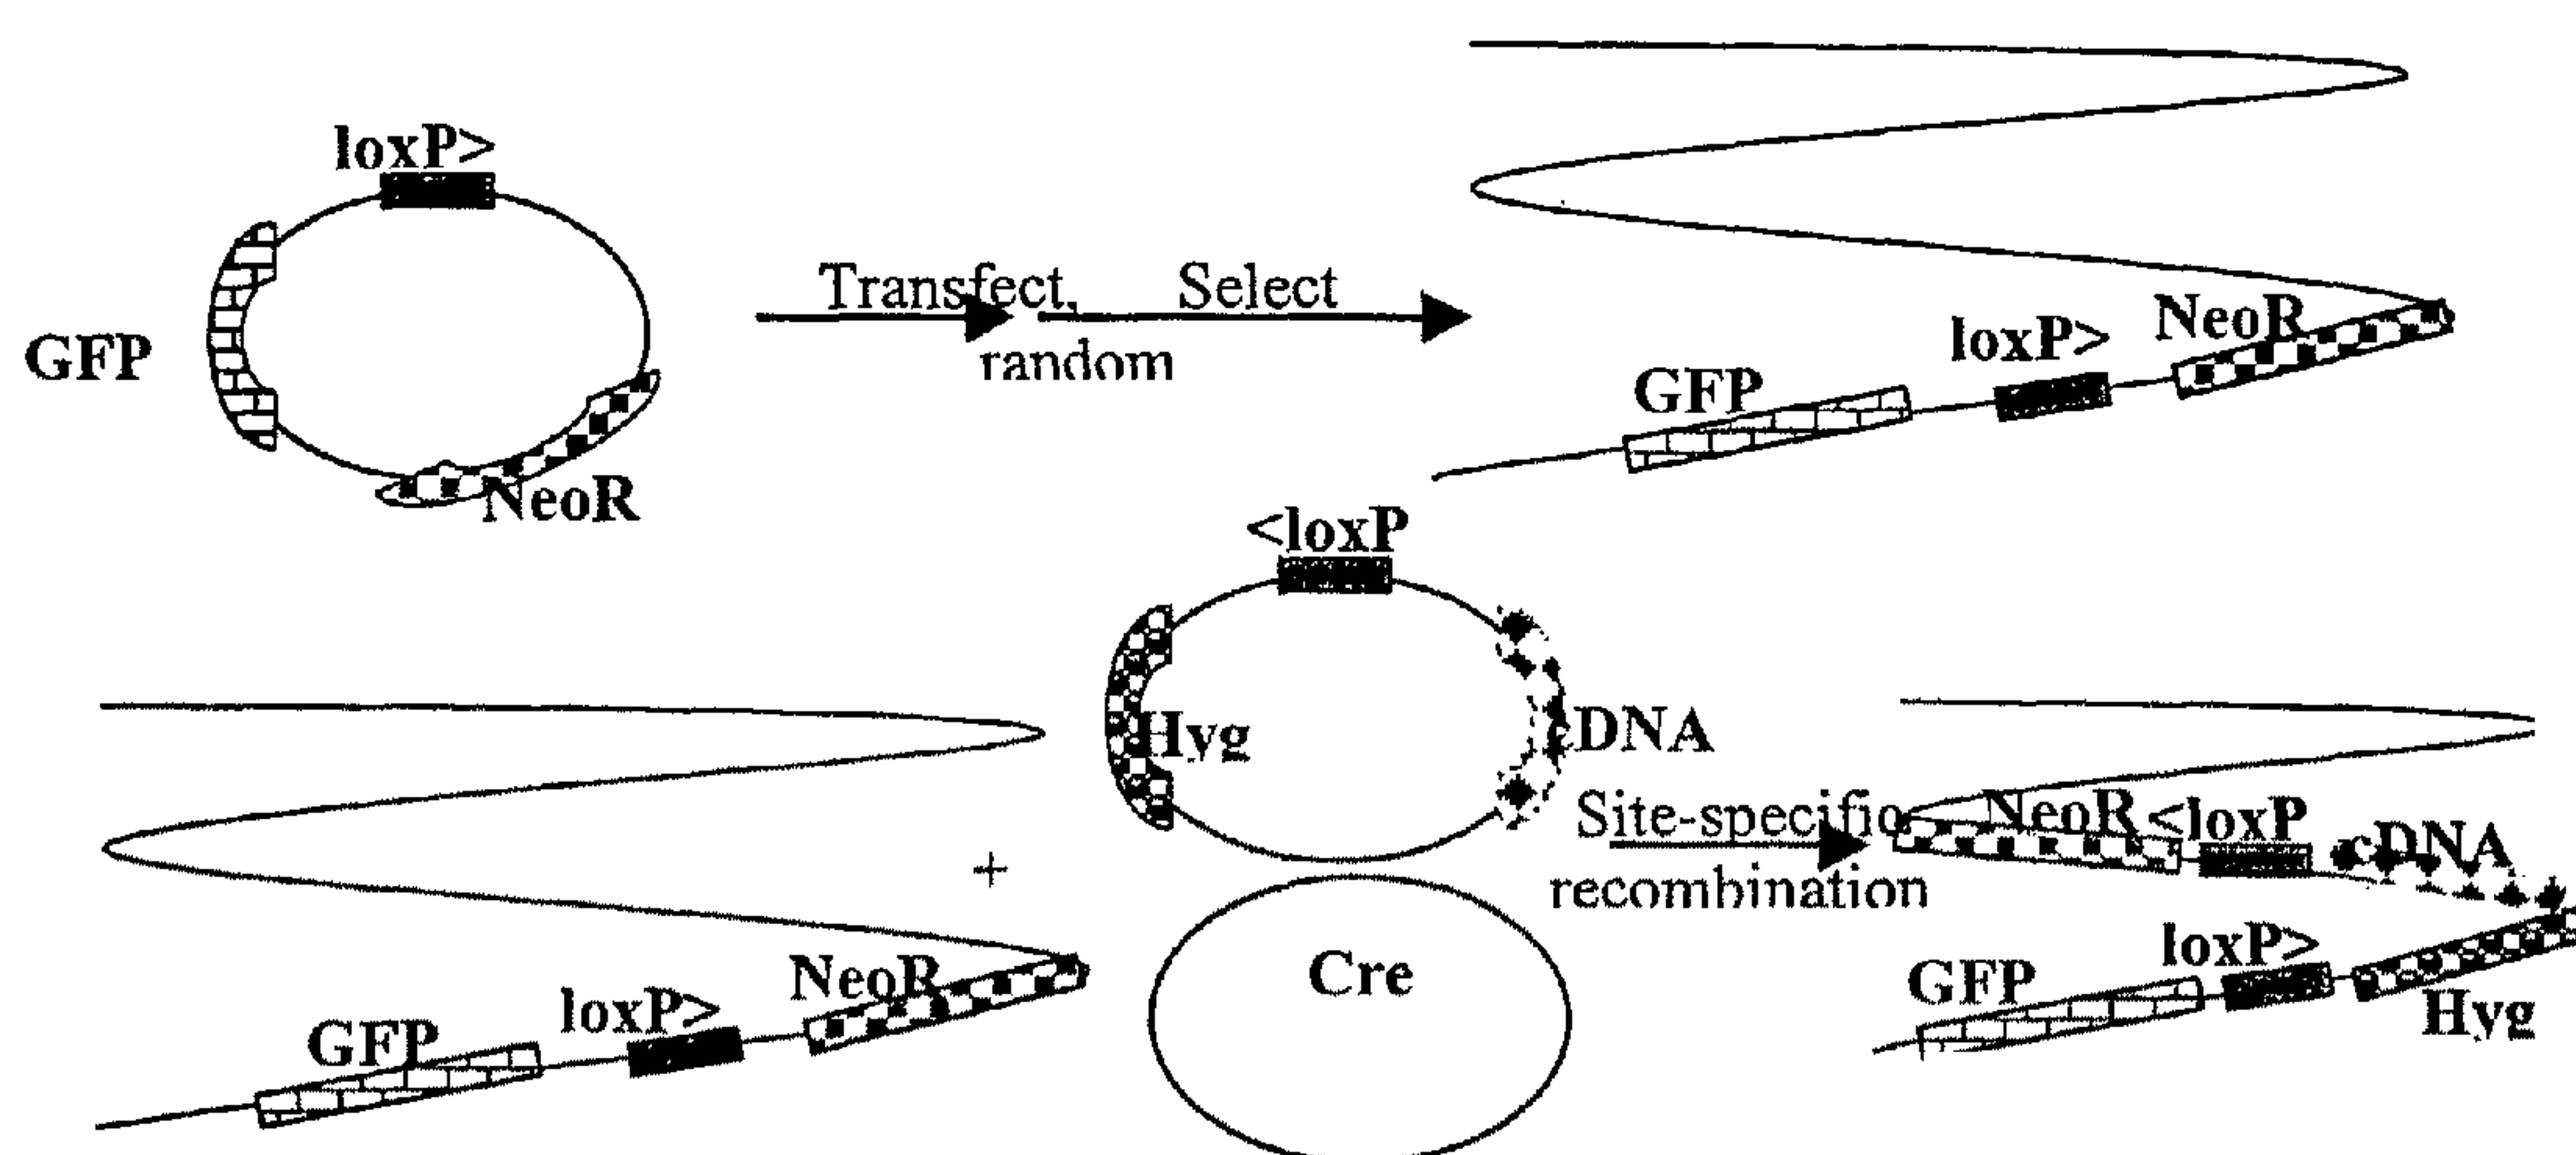 loxP>
GFP
NeoR
Transfect, Select
random
GFP
loxP>
NeoR
<loxP
Hyg
cDNA
Cre
+
GFP
loxP>
NeoR
Site-specific
recombination
NeoR
<loxP
cDNA
GFP
loxP>
Hyg